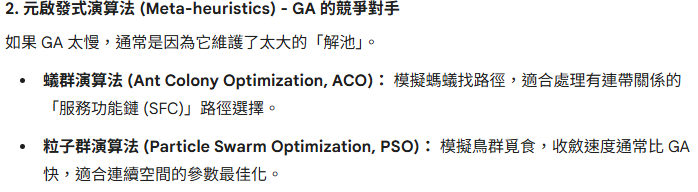 2. 元啟發式演算法 (Meta-heuristics) - GA 的競爭對手
如果 GA 太慢，通常是因為它維護了太大的「解池」。
• 蟻群演算法 (Ant Colony Optimization, ACO)： 模擬螞蟻找路徑，適合處理有連帶關係的
「服務功能鏈 (SFC)」路徑選擇。
• 粒子群演算法 (Particle Swarm Optimization, PSO)： 模擬鳥群覓食，收斂速度通常比 GA
快，適合連續空間的參數最佳化。